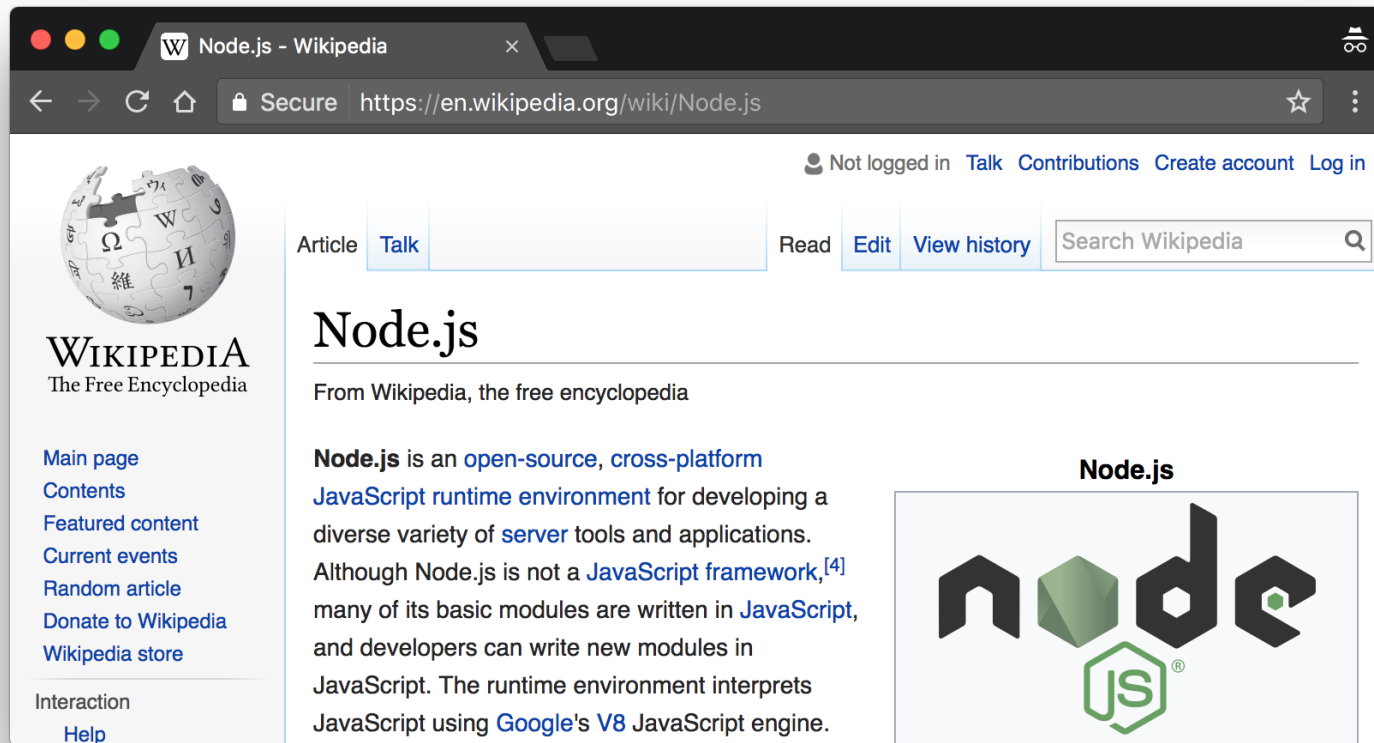 Node.js - Wikipedia
Secure https://en.wikipedia.org/wiki/Node.js
Not logged in Talk Contributions Create account Log in
Article Talk Read Edit View history Search Wikipedia
WIKIPEDIA
The Free Encyclopedia
Main page
Contents
Featured content
Current events
Random article
Donate to Wikipedia
Wikipedia store
Interaction
Help
Node.js
From Wikipedia, the free encyclopedia
Node.js is an open-source, cross-platform
JavaScript runtime environment for developing a
diverse variety of server tools and applications.
Although Node.js is not a JavaScript framework,[4]
many of its basic modules are written in JavaScript,
and developers can write new modules in
JavaScript. The runtime environment interprets
JavaScript using Google's V8 JavaScript engine.
Node.js
node
JS®